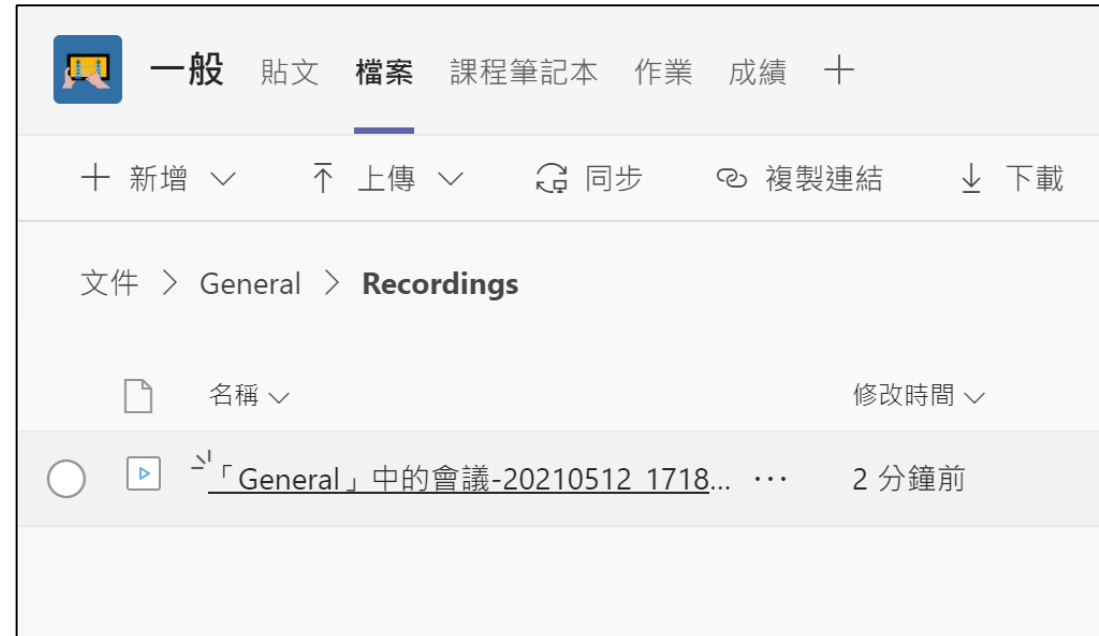 一般 貼文 檔案 課程筆記本 作業 成績
新增 上傳 同步 複製連結 下載
文件 > General > Recordings
名稱 修改時間
「General」中的會議-20210512_1718... ... 2 分鐘前